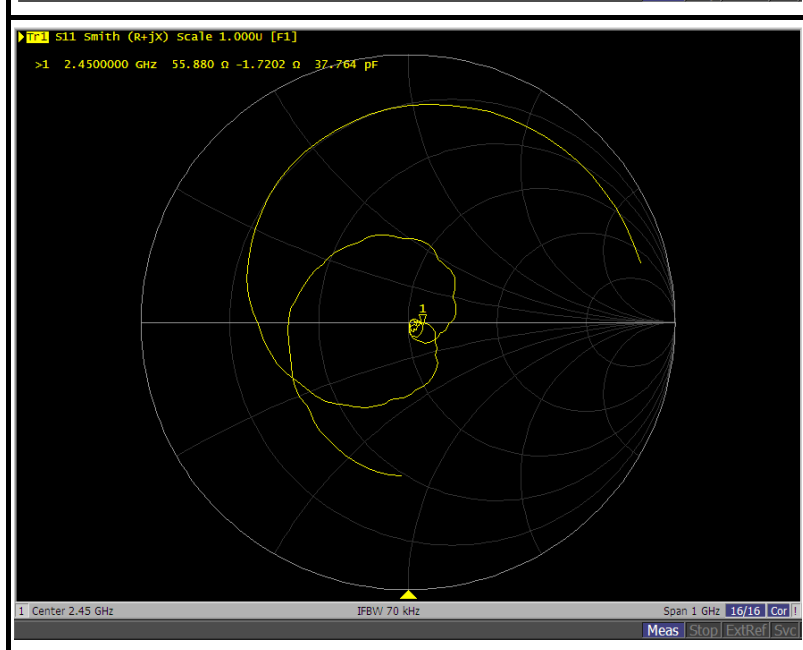 Tr1 S11 Smith (R+jX) Scale 1.000U [F1]
>1 2.4500000 GHz 55.880 Ω -1.7202 Ω 37.764 pF
1
1 Center 2.45 GHz IFBW 70 kHz Span 1 GHz 16/16 Cor !
Meas Stop ExtRef Svc